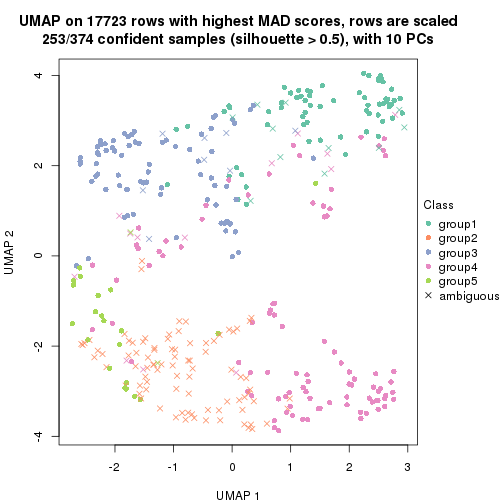 UMAP on 17723 rows with highest MAD scores, rows are scaled
253/374 confident samples (silhouette > 0.5), with 10 PCs
4
2
0
-2
-4
UMAP 2
-2
-1
0
1
2
3
UMAP 1
Class
group1
group2
group3
group4
group5
ambiguous